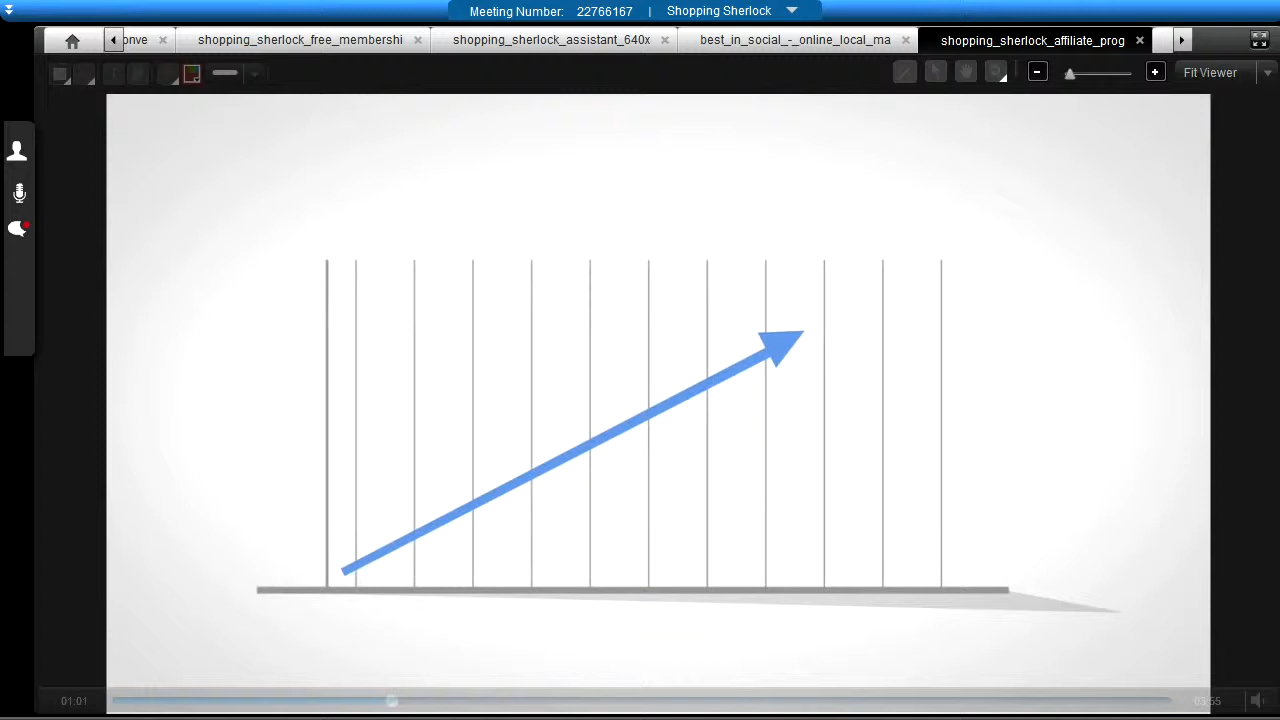 Meeting Number: 22766167 | Shopping Sherlock
onve shopping_sherlock_free_membershi shopping_sherlock_assistant_640x best_in_social_-_online_local_ma shopping_sherlock_affiliate_prog
Fit Viewer
01:01 03:55